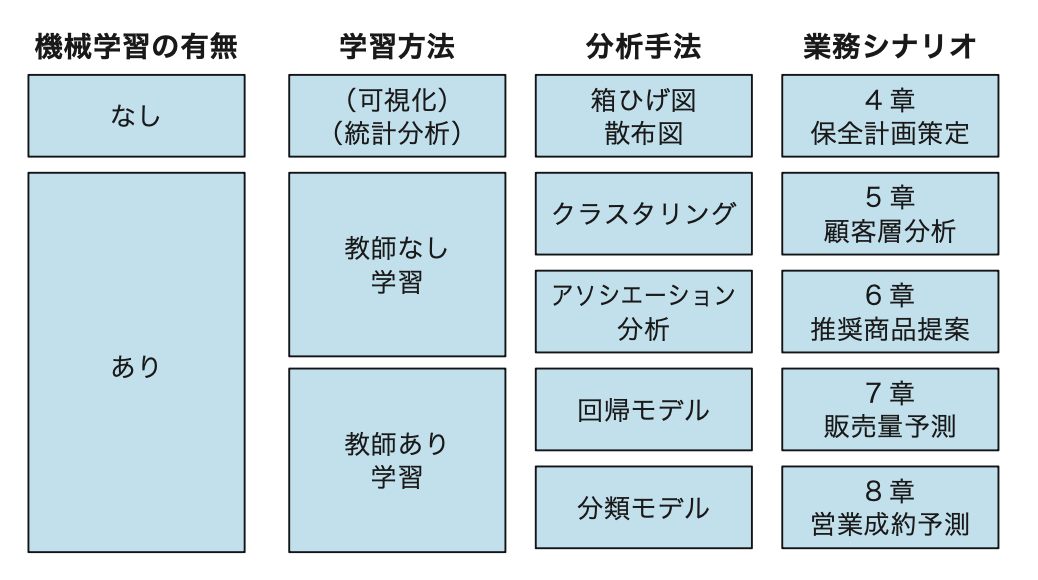 機械学習の有無
学習方法
分析手法
業務シナリオ
なし
（可視化）
（統計分析）
箱ひげ図
散布図
4 章
保全計画策定
あり
教師なし
学習
クラスタリング
5 章
顧客層分析
アソシエーション
分析
6 章
推奨商品提案
教師あり
学習
回帰モデル
7 章
販売量予測
分類モデル
8 章
営業成約予測